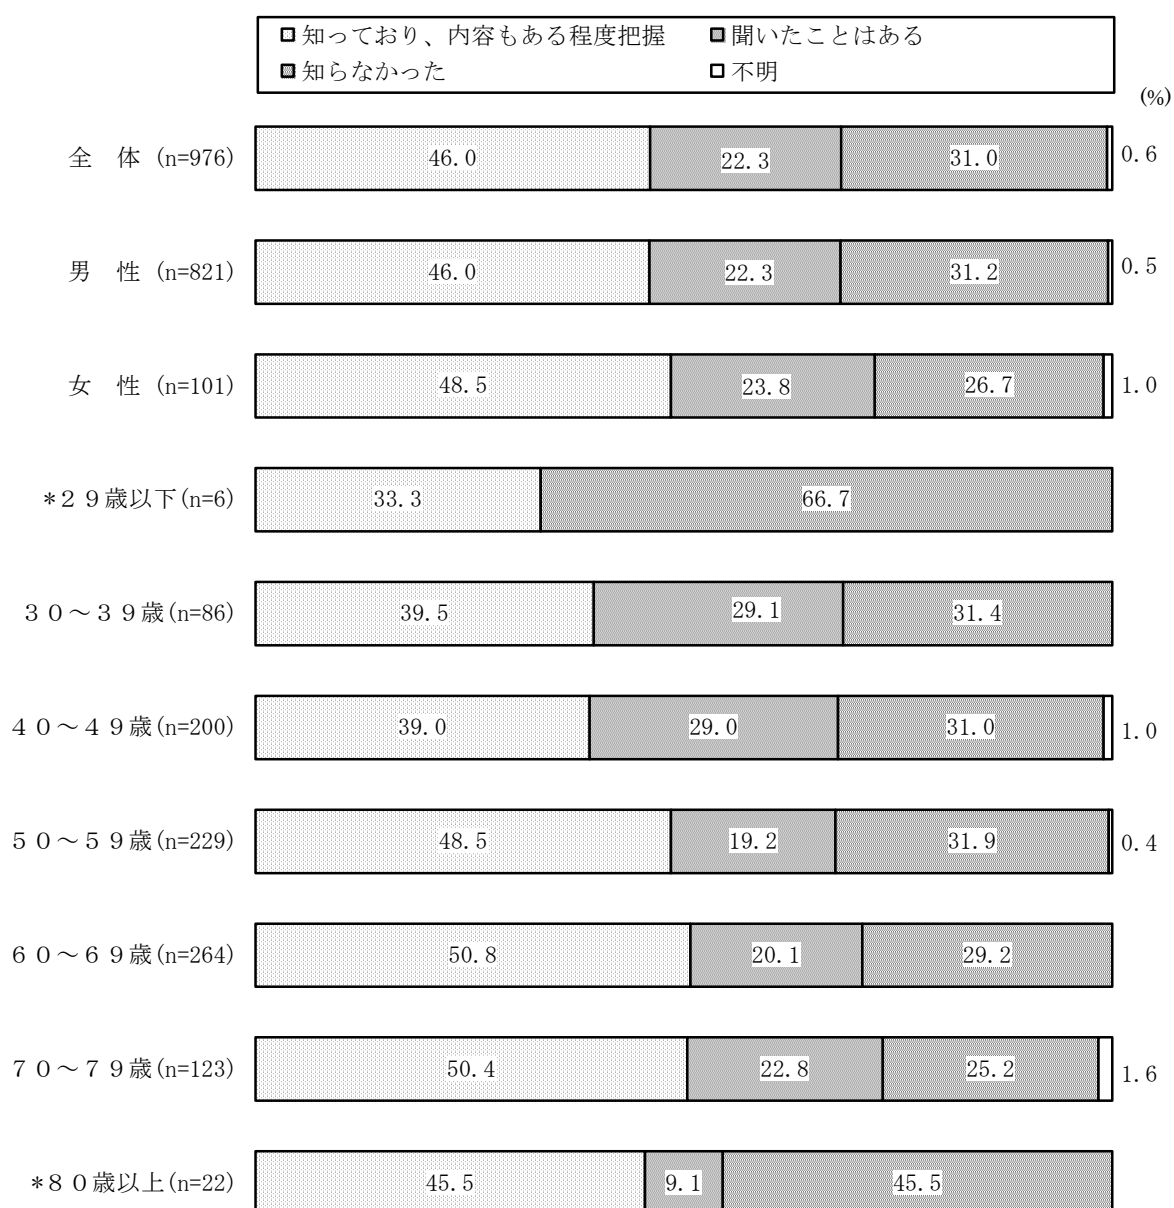 知っており、内容もある程度把握 聞いたことはある
知らなかった 不明
(%)
全 体 (n=976) 46.0 22.3 31.0 0.6
男 性 (n=821) 46.0 22.3 31.2 0.5
女 性 (n=101) 48.5 23.8 26.7 1.0
*２９歳以下(n=6) 33.3 66.7
３０～３９歳(n=86) 39.5 29.1 31.4
４０～４９歳(n=200) 39.0 29.0 31.0 1.0
５０～５９歳(n=229) 48.5 19.2 31.9 0.4
６０～６９歳(n=264) 50.8 20.1 29.2
７０～７９歳(n=123) 50.4 22.8 25.2 1.6
*８０歳以上(n=22) 45.5 9.1 45.5